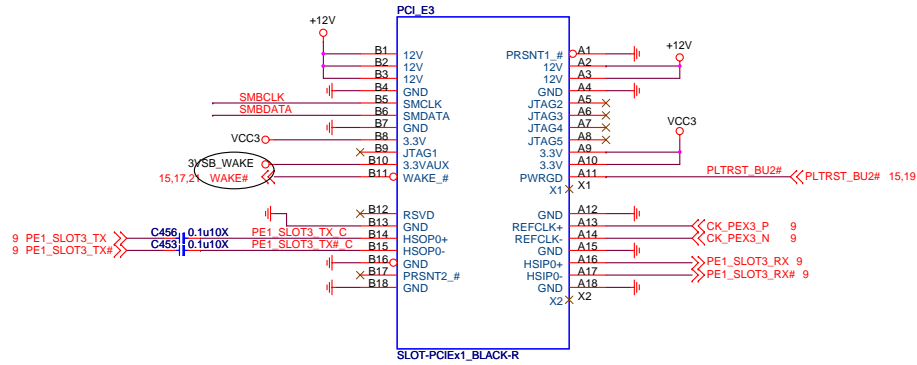 PCI_E3
+12V
+12V
B1 12V PRSNT1_# A1
B2 12V 12V A2
B3 12V 12V A3
B4 GND GND A4
SMBCLK B5 SMCLK JTAG2 A5
SMBDATA B6 SMDATA JTAG3 A6
B7 GND JTAG4 A7
VCC3 B8 3.3V JTAG5 A8
VCC3
B9 JTAG1 3.3V A9
3VSB_WAKE B10 3.3VAUX 3.3V A10
15,17,21 WAKE# B11 WAKE_# PWRGD A11 PLTRST_BU2# PLTRST_BU2# 15,19
X1 X1
B12 RSVD GND A12
B13 GND REFCLK+ A13 CK_PEX3_P 9
9 PE1_SLOT3_TX C456 0.1u10X PE1_SLOT3_TX_C B14 HSOP0+ REFCLK- A14 CK_PEX3_N 9
9 PE1_SLOT3_TX# C453 0.1u10X PE1_SLOT3_TX#_C B15 HSOP0- GND A15
B16 GND HSIP0+ A16 PE1_SLOT3_RX 9
B17 PRSNT2_# HSIP0- A17 PE1_SLOT3_RX# 9
B18 GND GND A18
X2 X2
SLOT-PCIEx1_BLACK-R